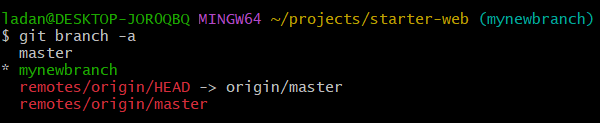 ladan@DESKTOP-JOROQBQ MINGW64 ~/projects/starter-web (mynewbranch)
$ git branch -a
  master
* mynewbranch
  remotes/origin/HEAD -> origin/master
  remotes/origin/master